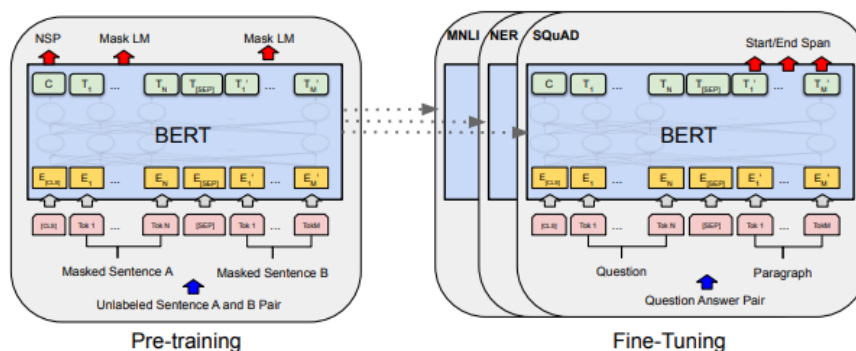 NSP Mask LM Mask LM
C T1 ... TN T[SEP] T1' ... TM'
BERT
E[CLS] E1 ... EN E[SEP] E1' ... EM'
[CLS] Tok 1 ... Tok N [SEP] Tok 1 ... TokM
Masked Sentence A Masked Sentence B
Unlabeled Sentence A and B Pair
Pre-training
MNLI NER SQuAD
Start/End Span
C T1 ... TN T[SEP] T1' ... TM'
BERT
E[CLS] E1 ... EN E[SEP] E1' ... EM'
[CLS] Tok 1 ... Tok N [SEP] Tok 1 ... TokM
Question Paragraph
Question Answer Pair
Fine-Tuning